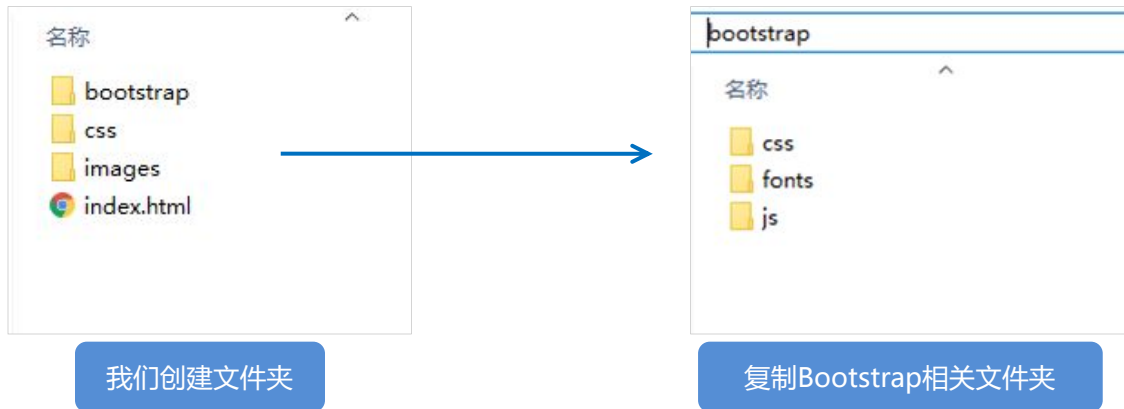 名称
bootstrap
css
images
index.html
我们创建文件夹
bootstrap
名称
css
fonts
js
复制Bootstrap相关文件夹